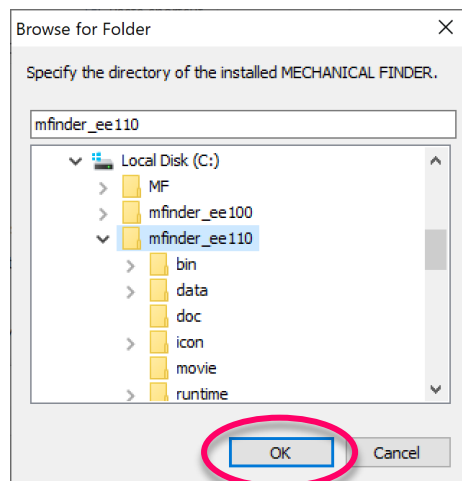 Browse for Folder
Specify the directory of the installed MECHANICAL FINDER.
mfinder_ee110
Local Disk (C:)
MF
mfinder_ee100
mfinder_ee110
bin
data
doc
icon
movie
runtime
OK Cancel